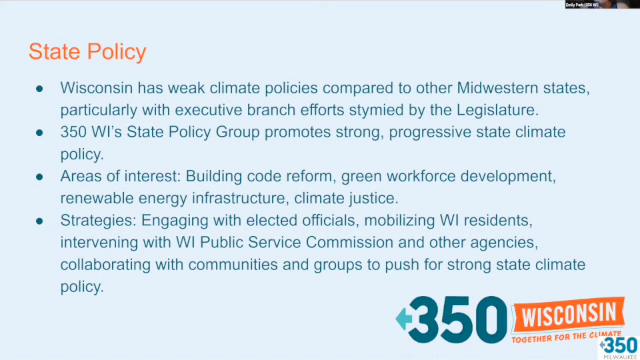 State Policy
● Wisconsin has weak climate policies compared to other Midwestern states,
particularly with executive branch efforts stymied by the Legislature.
● 350 WI's State Policy Group promotes strong, progressive state climate
policy.
● Areas of interest: Building code reform, green workforce development,
renewable energy infrastructure, climate justice.
● Strategies: Engaging with elected officials, mobilizing WI residents,
intervening with WI Public Service Commission and other agencies,
collaborating with communities and groups to push for strong state climate
policy.
350 WISCONSIN
TOGETHER FOR THE CLIMATE
350
MILWAUKEE